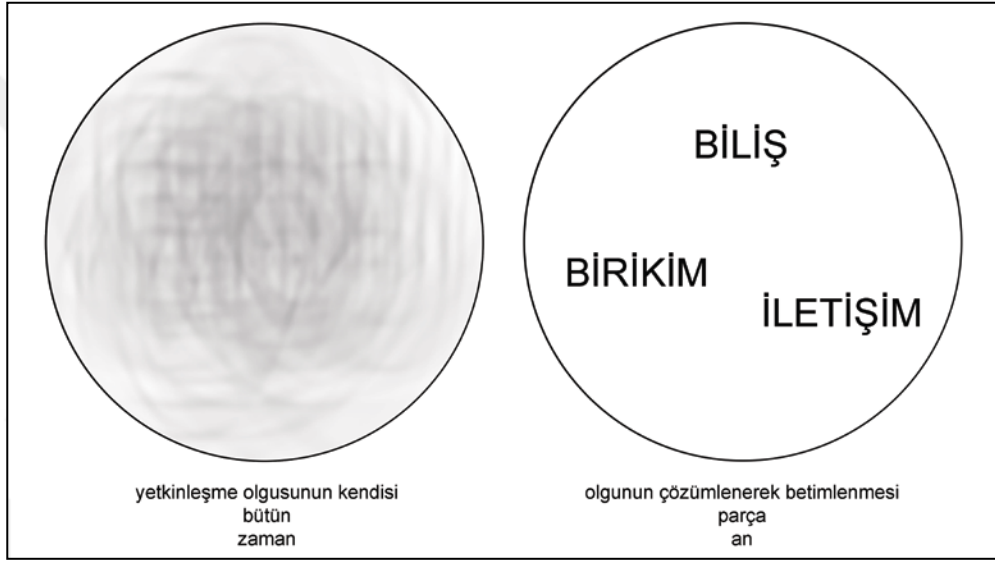 BİLİŞ
BİRİKİM
İLETİŞİM
yetkinleşme olgusunun kendisi
bütün
zaman
olgunun çözümlenerek betimlenmesi
parça
an